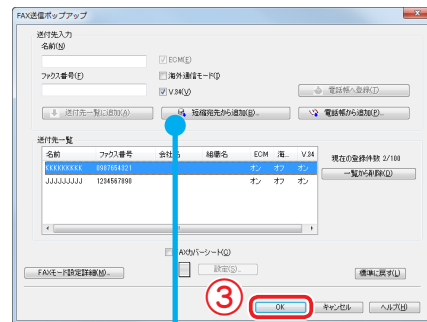 FAX送信ポップアップ
送付先入力
名前(N)
ECM(E)
ファクス番号(F)
海外通信モード(I)
V.34(V)
電話帳へ登録(T)
送付先一覧に追加(A)
短縮宛先から追加(B)...
電話帳から追加(P)...
送付先一覧
名前 ファクス番号 会社名 組織名 ECM 海... V.34
現在の登録件数 2/100
KKKKKKKKK 0987654321 オン オフ オン
一覧から削除(D)
JJJJJJJJJ 1234567890 オン オフ オン
FAXカバーシート(C)
FAXモード設定詳細(M)...
設定(S)...
標準に戻す(L)
③
OK
キャンセル
ヘルプ(H)